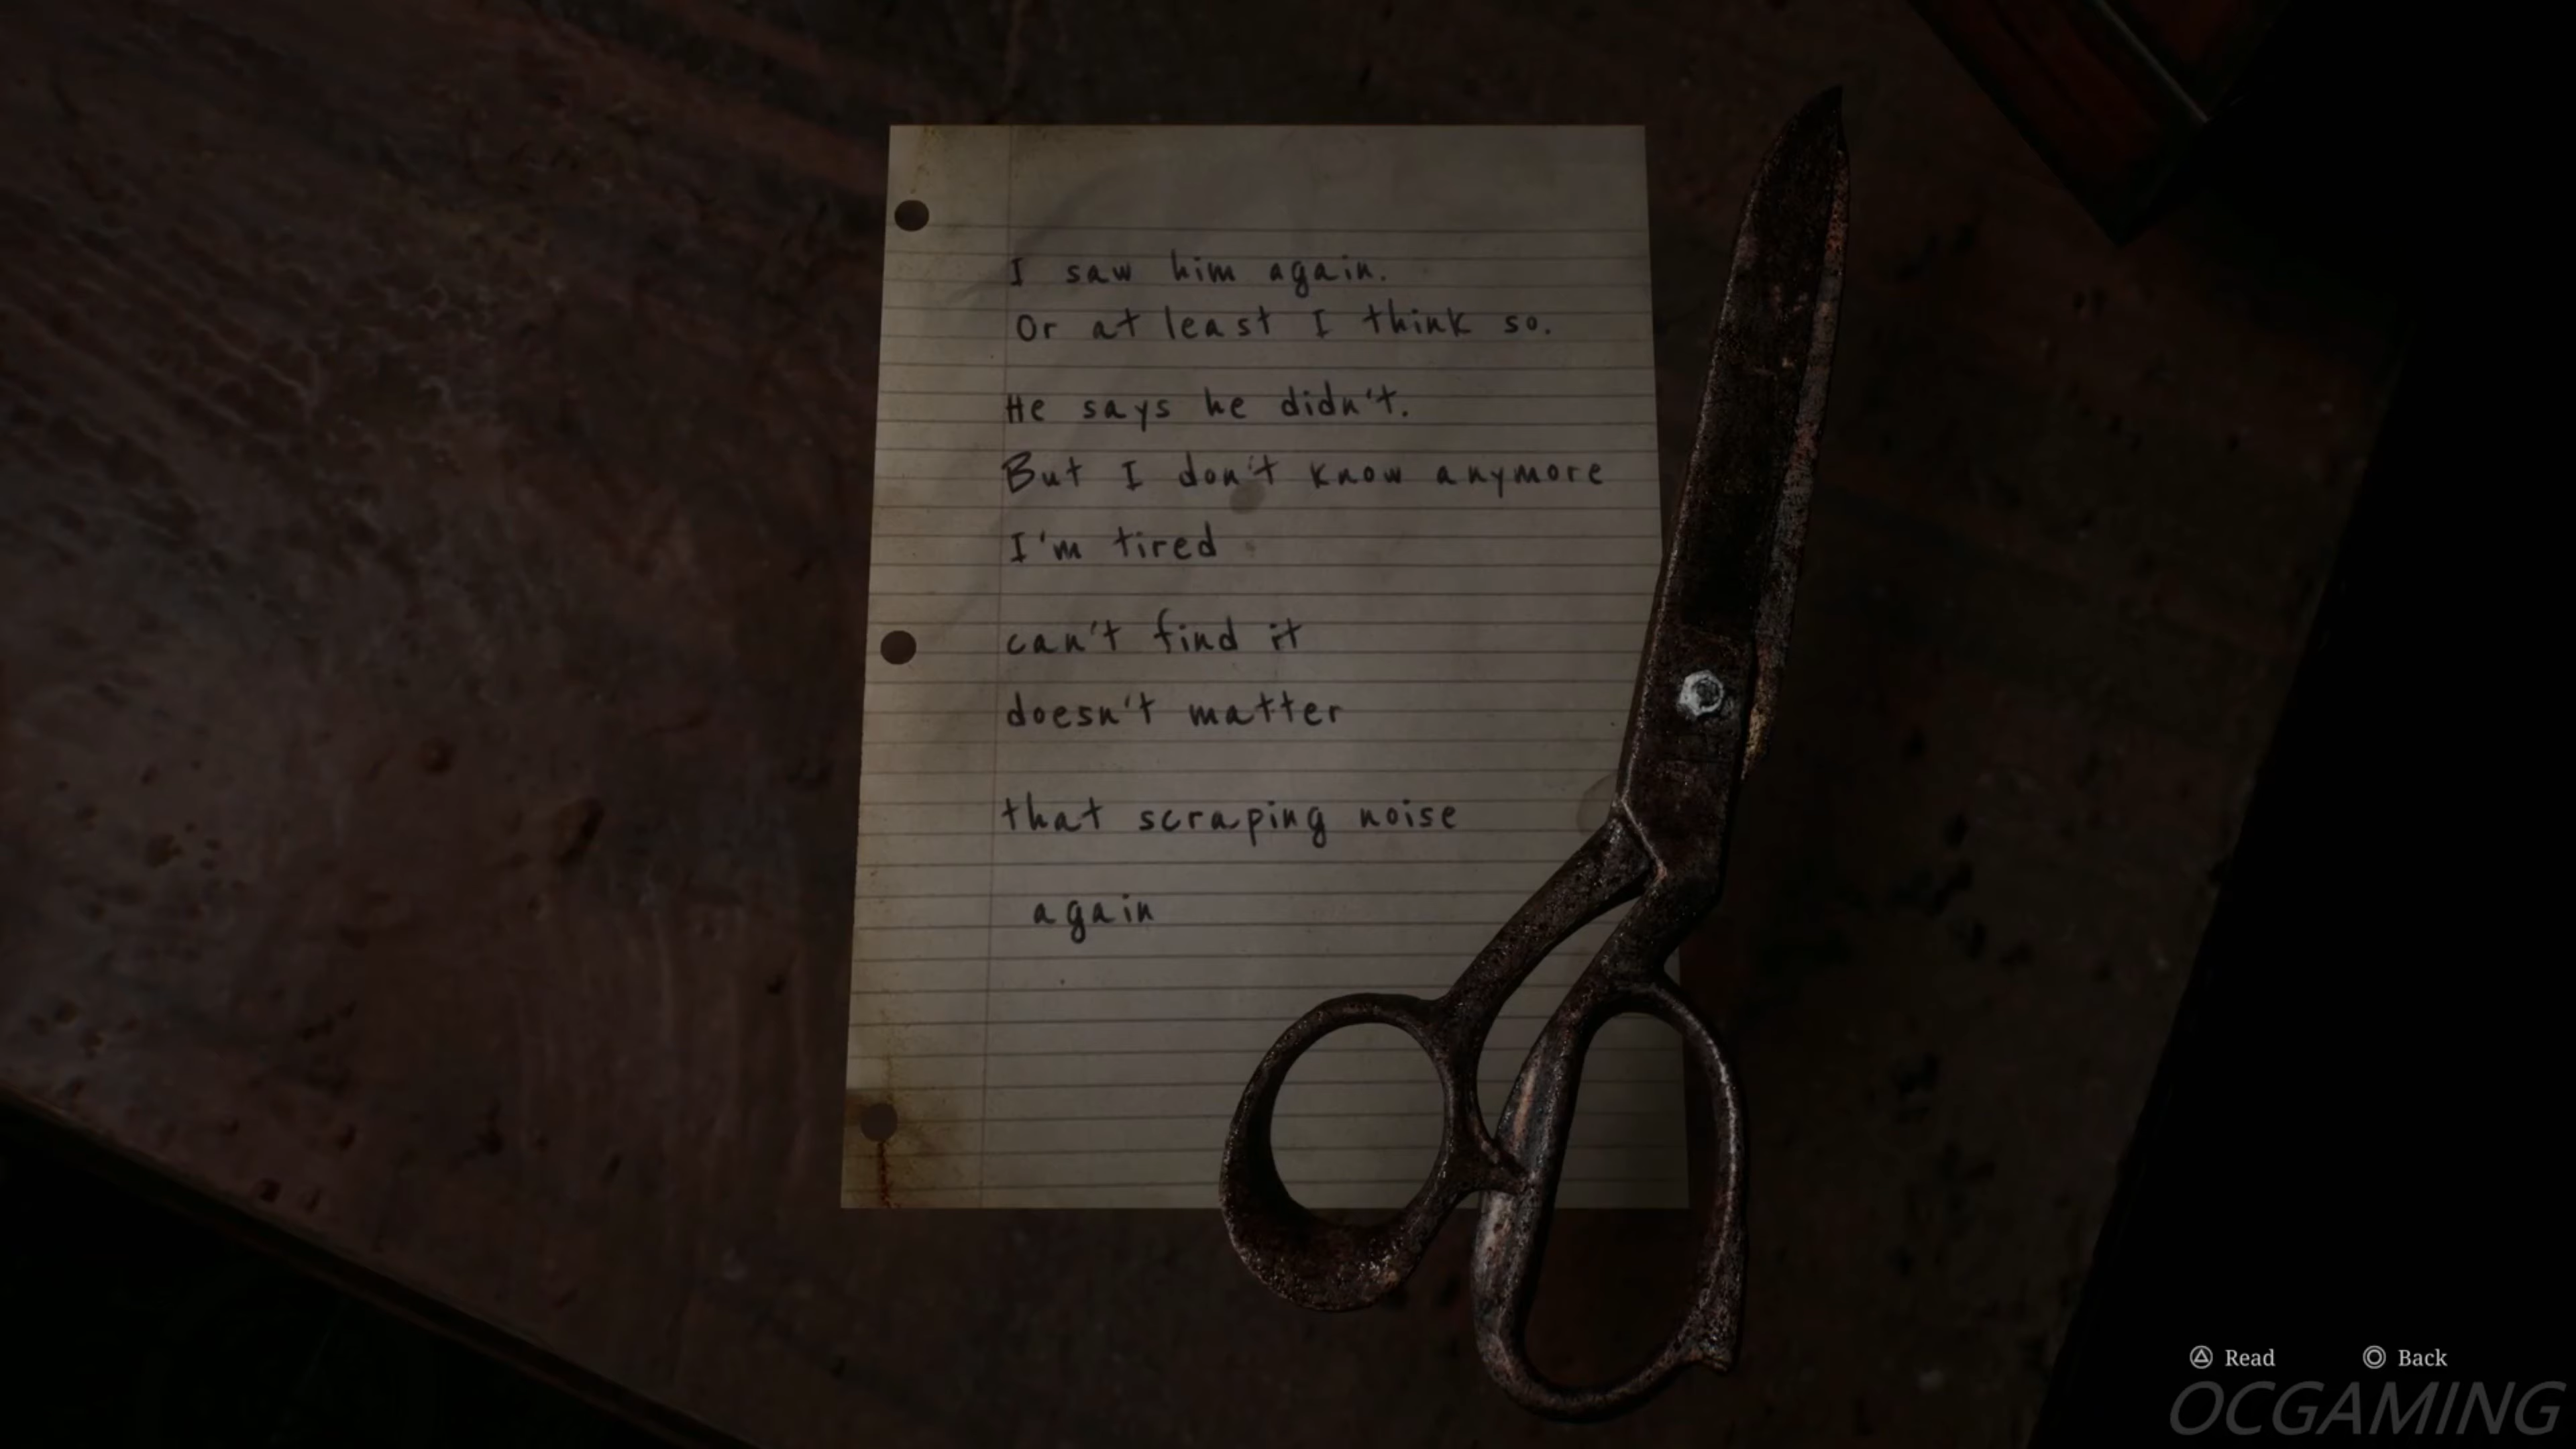 I saw him again.
Or at least I think so.
He says he didn't.
But I don't know anymore
I'm tired
can't find it
doesn't matter
that scraping noise
again
Read Back
OCGAMING